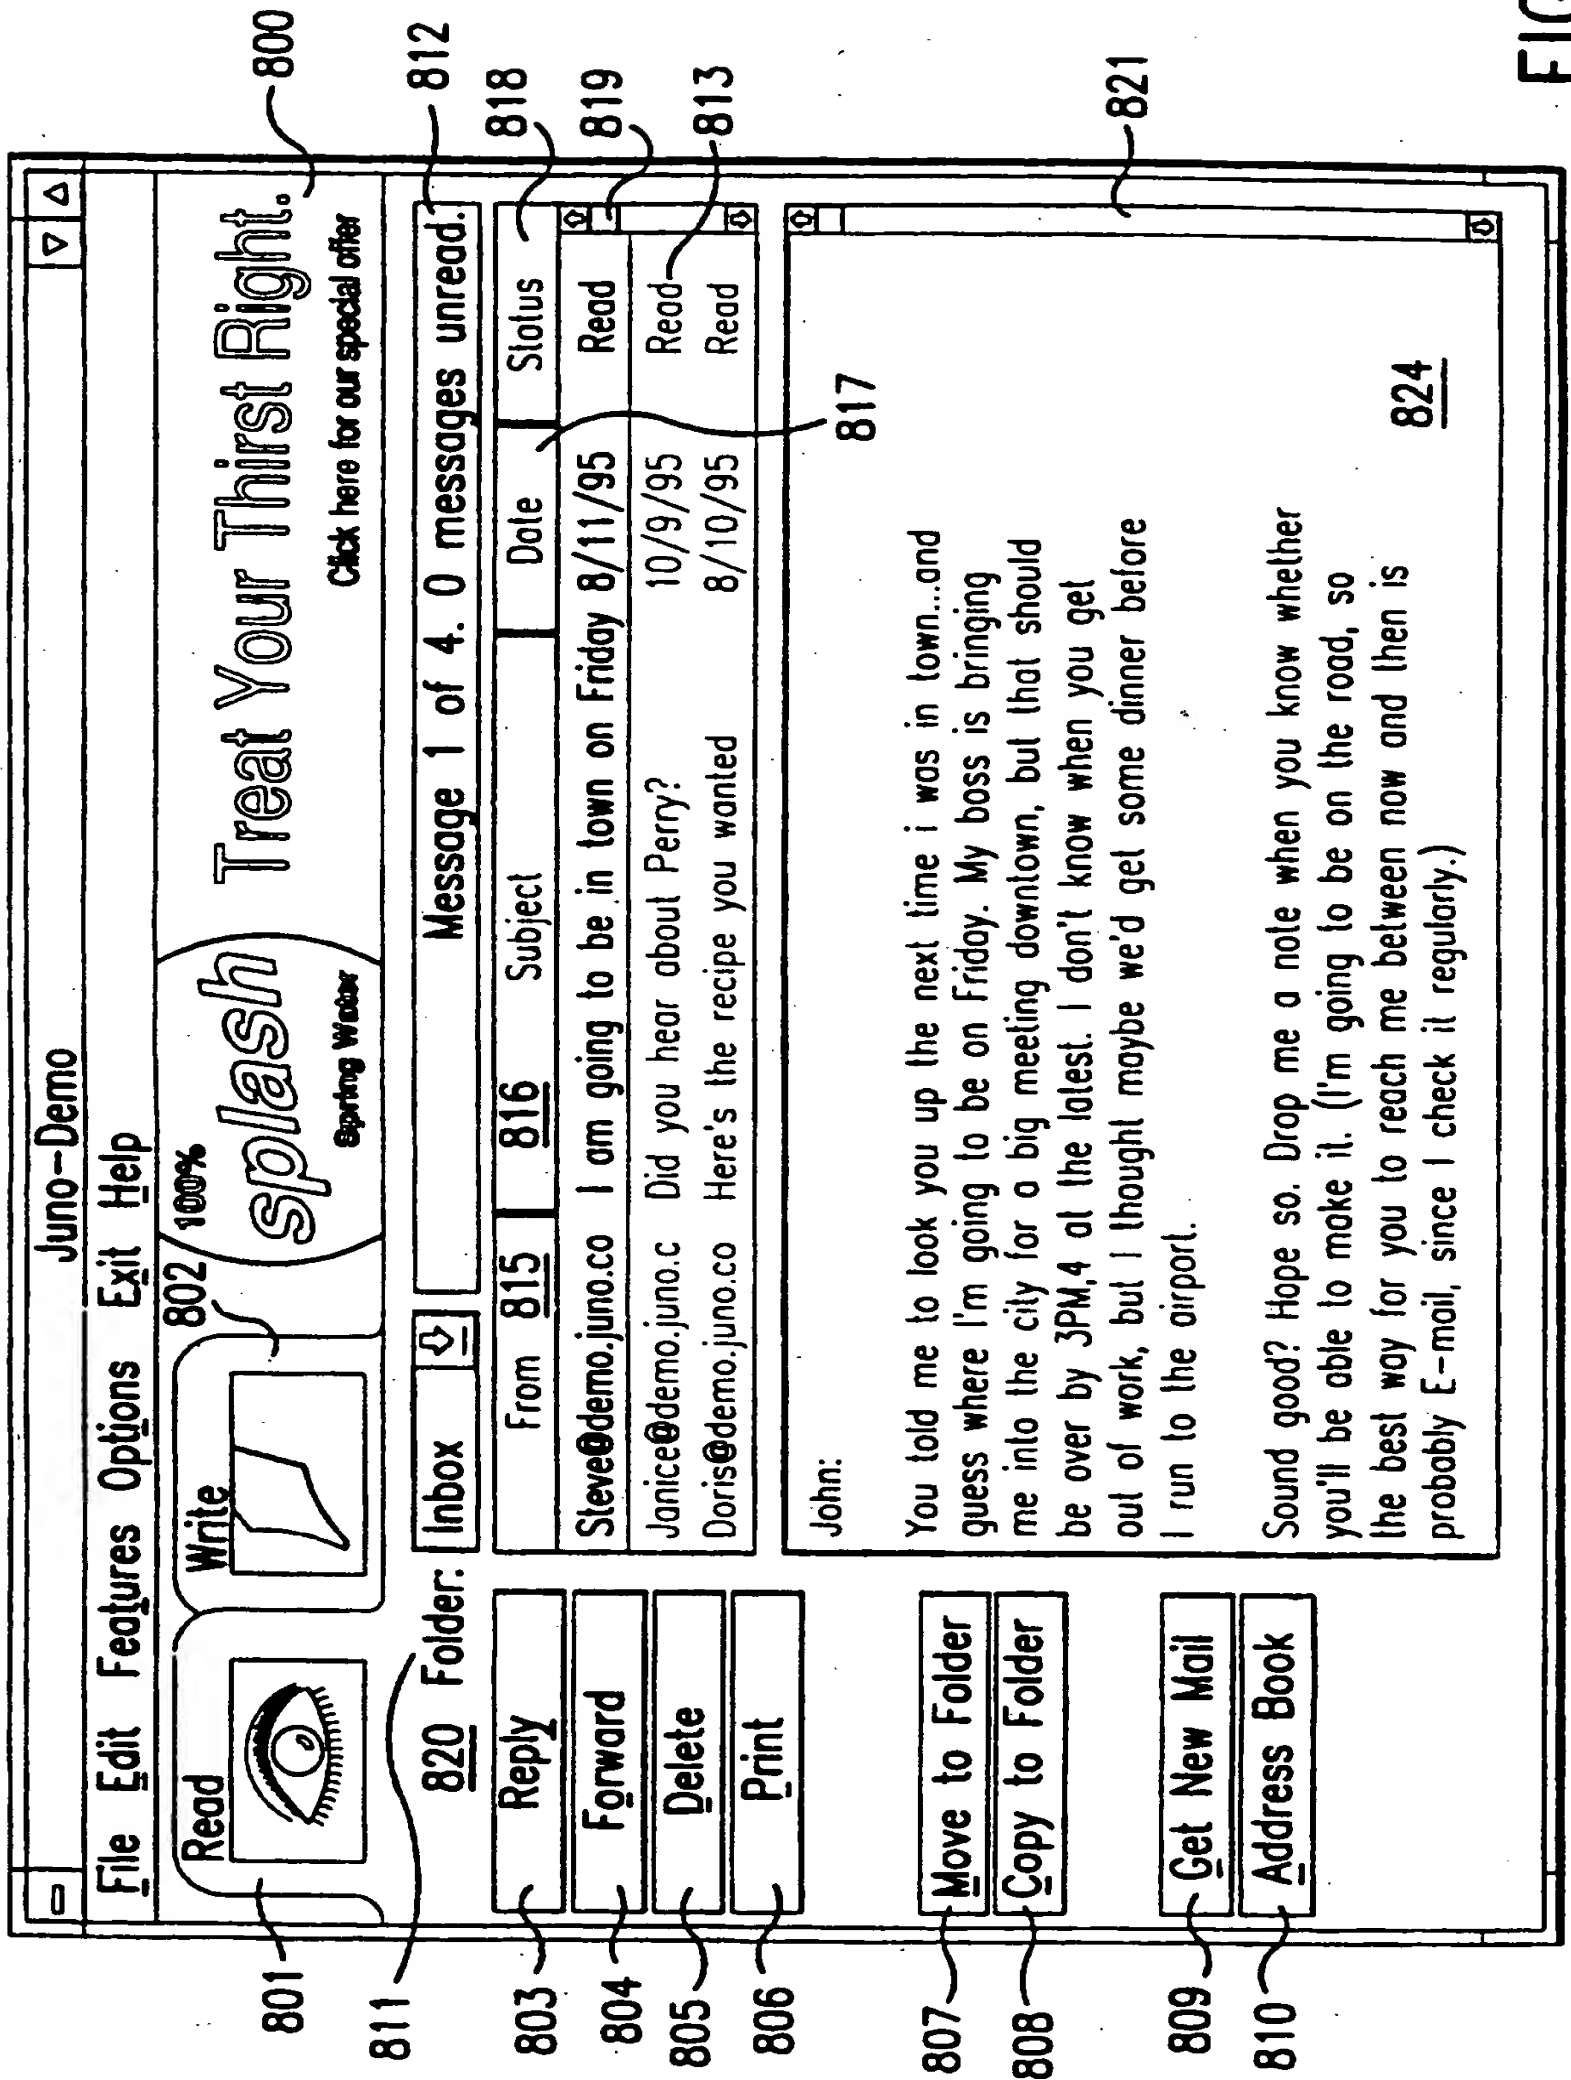 Juno-Demo
File Edit Features Options Exit Help
Read
Write
802
100%
splash
Spring Water
Treat Your Thirst Right.
Click here for our special offer
800
801
811
820 Folder: Inbox
Message 1 of 4. 0 messages unread.
812
From 815 816 Subject Date Status
818
Steve@demo.juno.co I am going to be in town on Friday 8/11/95 Read
819
Janice@demo.juno.c Did you hear about Perry? 10/9/95 Read
Doris@demo.juno.co Here's the recipe you wanted 8/10/95 Read
813
817
803 Reply
804 Forward
805 Delete
806 Print
807 Move to Folder
808 Copy to Folder
809 Get New Mail
810 Address Book
John:
You told me to look you up the next time i was in town...and
guess where I'm going to be on Friday. My boss is bringing
me into the city for a big meeting downtown, but that should
be over by 3PM,4 at the latest. I don't know when you get
out of work, but I thought maybe we'd get some dinner before
I run to the airport.
Sound good? Hope so. Drop me a note when you know whether
you'll be able to make it. (I'm going to be on the road, so
the best way for you to reach me between now and then is
probably E-mail, since I check it regularly.)
821
824